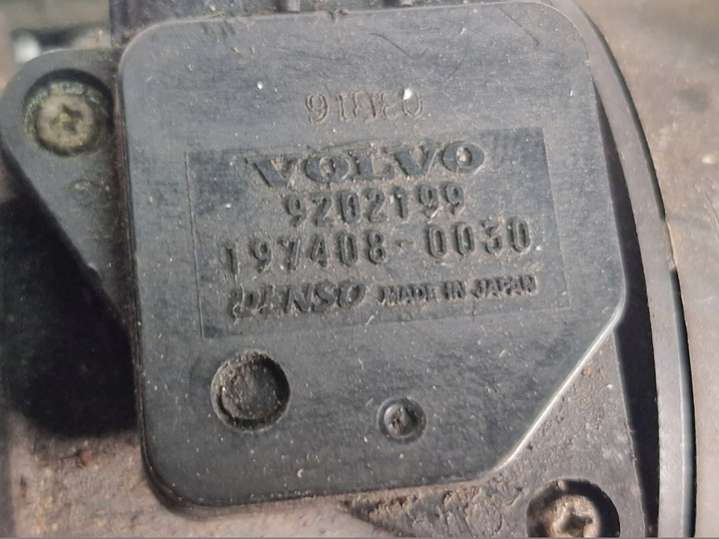 VOLVO
9202199
197408-0030
DENSO MADE IN JAPAN